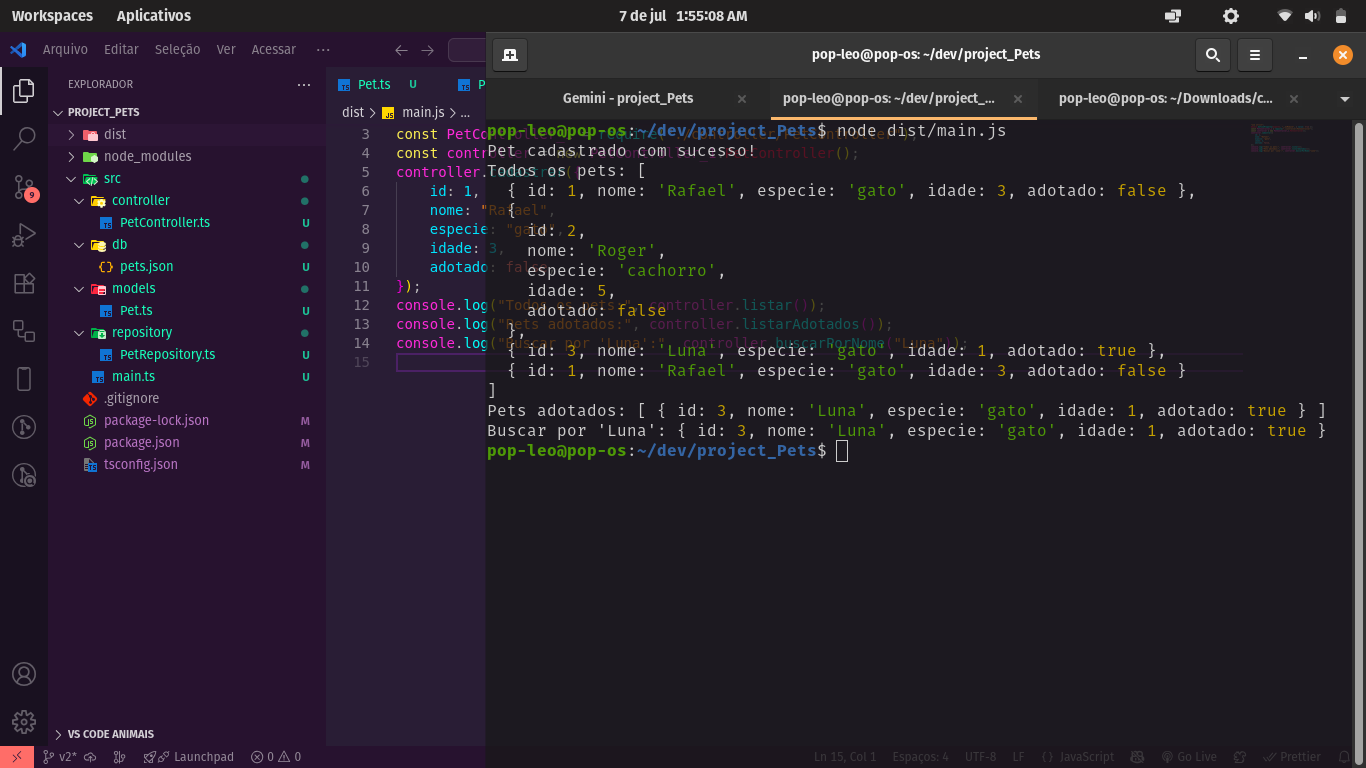 Workspaces Aplicativos 7 de jul 1:55:08 AM
Arquivo Editar Seleção Ver Acessar ···
pop-leo@pop-os: ~/dev/project_Pets
EXPLORADOR ···
Pet.ts U P
Gemini - project_Pets × pop-leo@pop-os: ~/dev/project_... × pop-leo@pop-os: ~/Downloads/c... ×
PROJECT_PETS
dist
node_modules
src
controller
PetController.ts U
db
pets.json U
models
Pet.ts U
repository
PetRepository.ts U
main.ts U
.gitignore
package-lock.json M
package.json M
tsconfig.json M
9
VS CODE ANIMAIS
dist > main.js > ...
3 const PetCo
4 const contr
5 controller.
6 id: 1,
7 nome: "Rafael",
8 especie: "gato",
9 idade: 3,
10 adotado: false
11 });
12 console.log("Todos os pets:", controller.listar());
13 console.log("Pets adotados:", controller.listarAdotados());
14 console.log("Buscar por 'Luna':", controller.buscarPorNome("Luna"));
15
pop-leo@pop-os:~/dev/project_Pets$ node dist/main.js
Pet cadastrado com sucesso!
Todos os pets: [
{ id: 1, nome: 'Rafael', especie: 'gato', idade: 3, adotado: false },
{
id: 2,
nome: 'Roger',
especie: 'cachorro',
idade: 5,
adotado: false
},
{ id: 3, nome: 'Luna', especie: 'gato', idade: 1, adotado: true },
{ id: 1, nome: 'Rafael', especie: 'gato', idade: 3, adotado: false }
]
Pets adotados: [ { id: 3, nome: 'Luna', especie: 'gato', idade: 1, adotado: true } ]
Buscar por 'Luna': { id: 3, nome: 'Luna', especie: 'gato', idade: 1, adotado: true }
pop-leo@pop-os:~/dev/project_Pets$
v2* Launchpad 0 0 Ln 15, Col 1 Espaços: 4 UTF-8 LF {} JavaScript Go Live Prettier